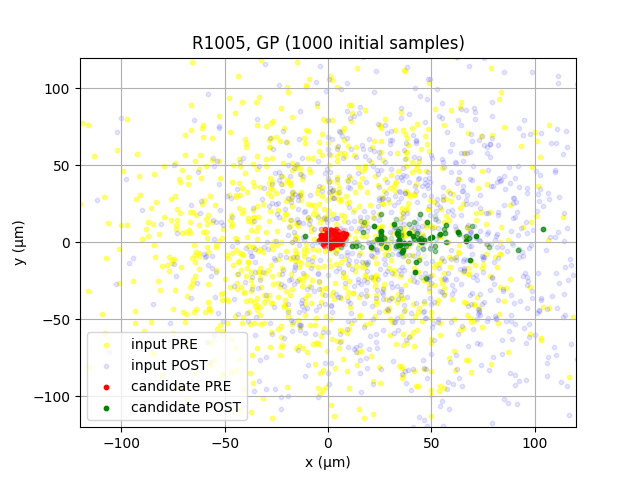 R1005, GP (1000 initial samples)
y (μm)
100
50
0
−50
−100
input PRE
input POST
candidate PRE
candidate POST
−100 −50 0 50 100
x (μm)